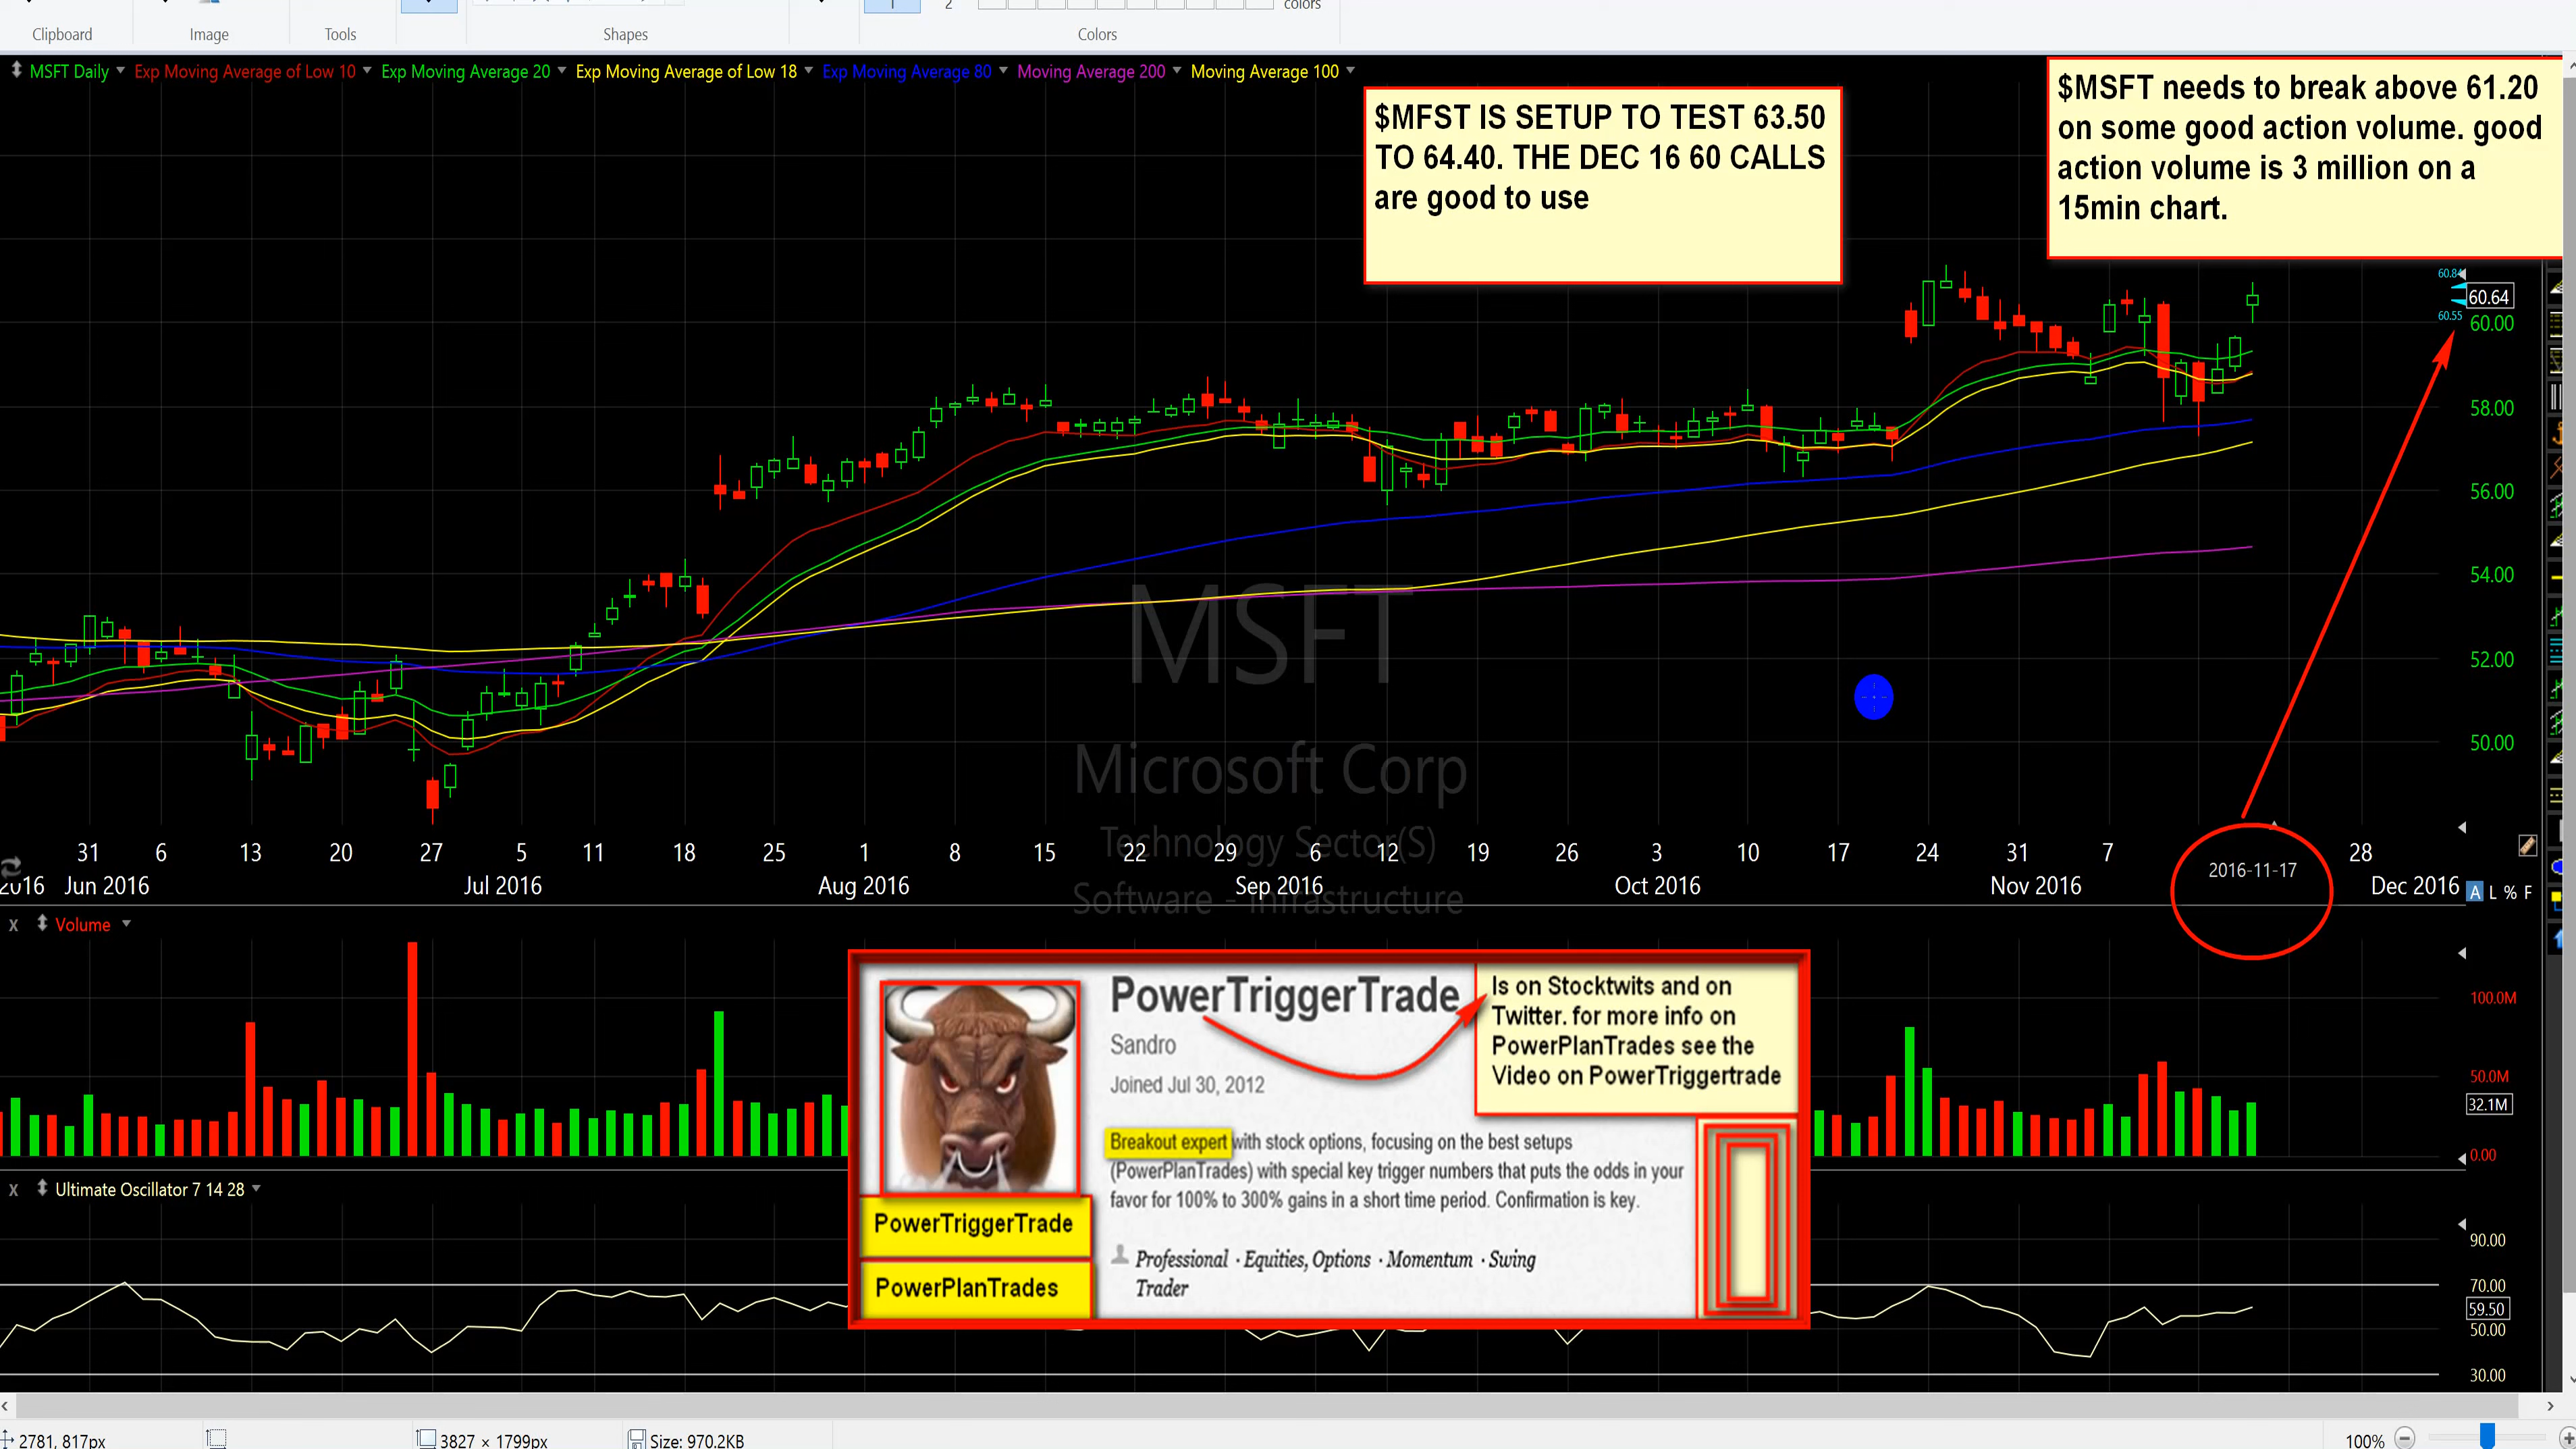 Clipboard Image Tools Shapes Colors
1 2 colors
MSFT Daily Exp Moving Average of Low 10 Exp Moving Average 20 Exp Moving Average of Low 18 Exp Moving Average 80 Moving Average 200 Moving Average 100
$MFST IS SETUP TO TEST 63.50
TO 64.40. THE DEC 16 60 CALLS
are good to use
$MSFT needs to break above 61.20
on some good action volume. good
action volume is 3 million on a
15min chart.
60.84
60.64
60.55
60.00
58.00
56.00
54.00
52.00
50.00
MSFT
Microsoft Corp
Technology Sector(S)
Software - Infrastructure
31 6 13 20 27 5 11 18 25 1 8 15 22 29 6 12 19 26 3 10 17 24 31 7 2016-11-17 28
2016 Jun 2016 Jul 2016 Aug 2016 Sep 2016 Oct 2016 Nov 2016 Dec 2016 A L % F
X Volume
100.0M
50.0M
32.1M
0.00
PowerTriggerTrade
Sandro
Joined Jul 30, 2012
Is on Stocktwits and on
Twitter. for more info on
PowerPlanTrades see the
Video on PowerTriggertrade
Breakout expert with stock options, focusing on the best setups
(PowerPlanTrades) with special key trigger numbers that puts the odds in your
favor for 100% to 300% gains in a short time period. Confirmation is key.
PowerTriggerTrade
PowerPlanTrades
Professional · Equities, Options · Momentum · Swing
Trader
X Ultimate Oscillator 7 14 28
90.00
70.00
59.50
50.00
30.00
2781, 817px 3827 × 1799px Size: 970.2KB 100%